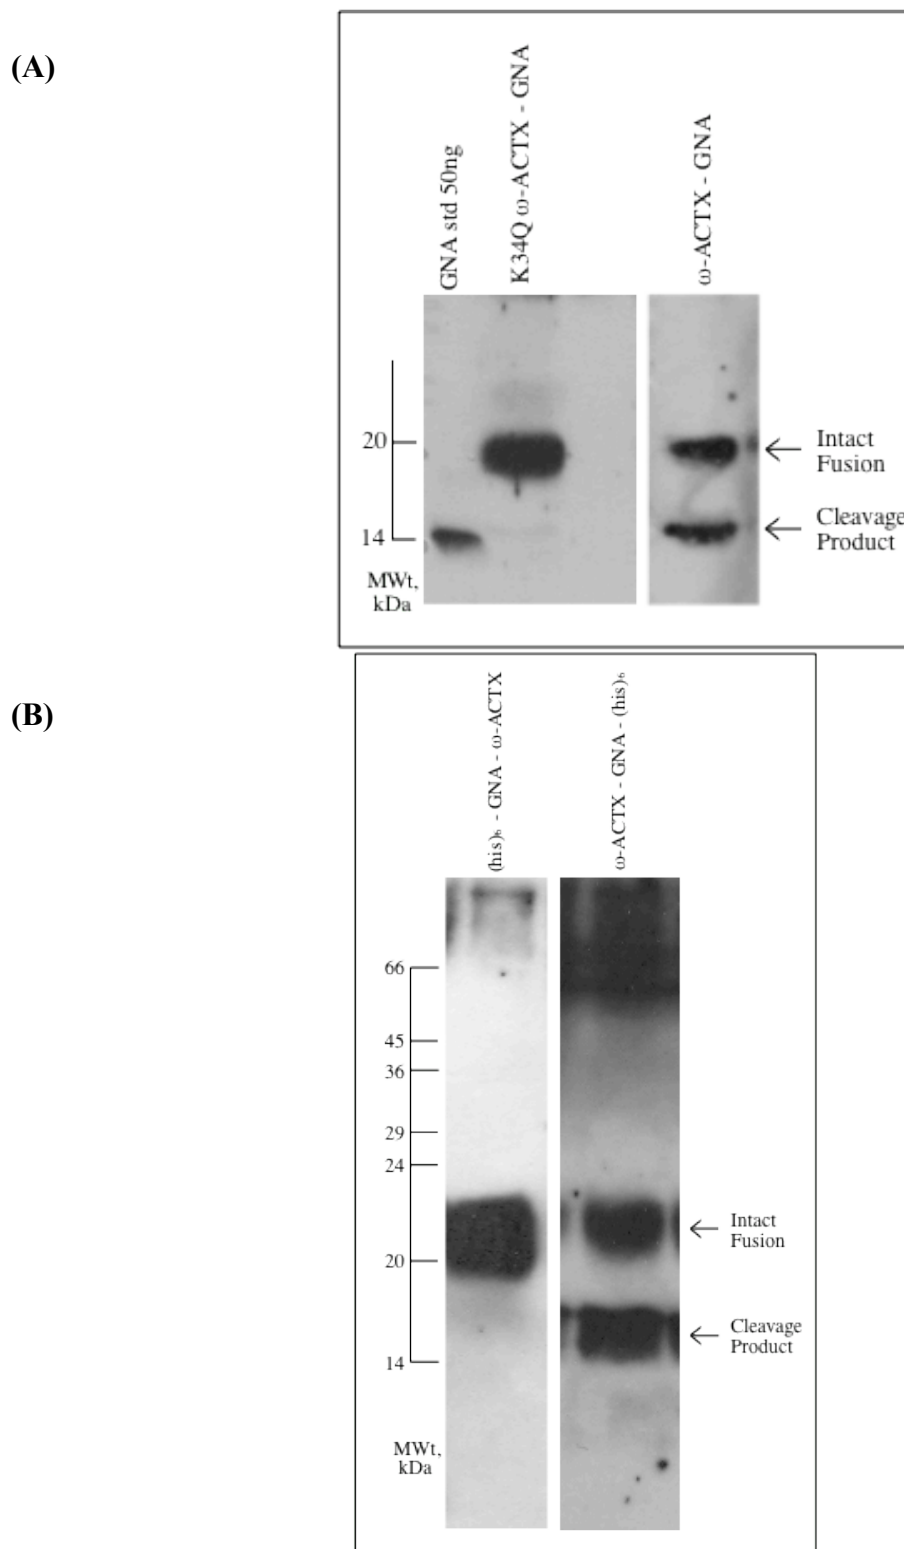 (A)
GNA std 50ng
K34Q ω-ACTX - GNA
ω-ACTX - GNA
20
14
MWt,
kDa
Intact
Fusion
Cleavage
Product
(B)
(his)₆ - GNA - ω-ACTX
ω-ACTX - GNA - (his)₆
66
45
36
29
24
20
14
MWt,
kDa
Intact
Fusion
Cleavage
Product